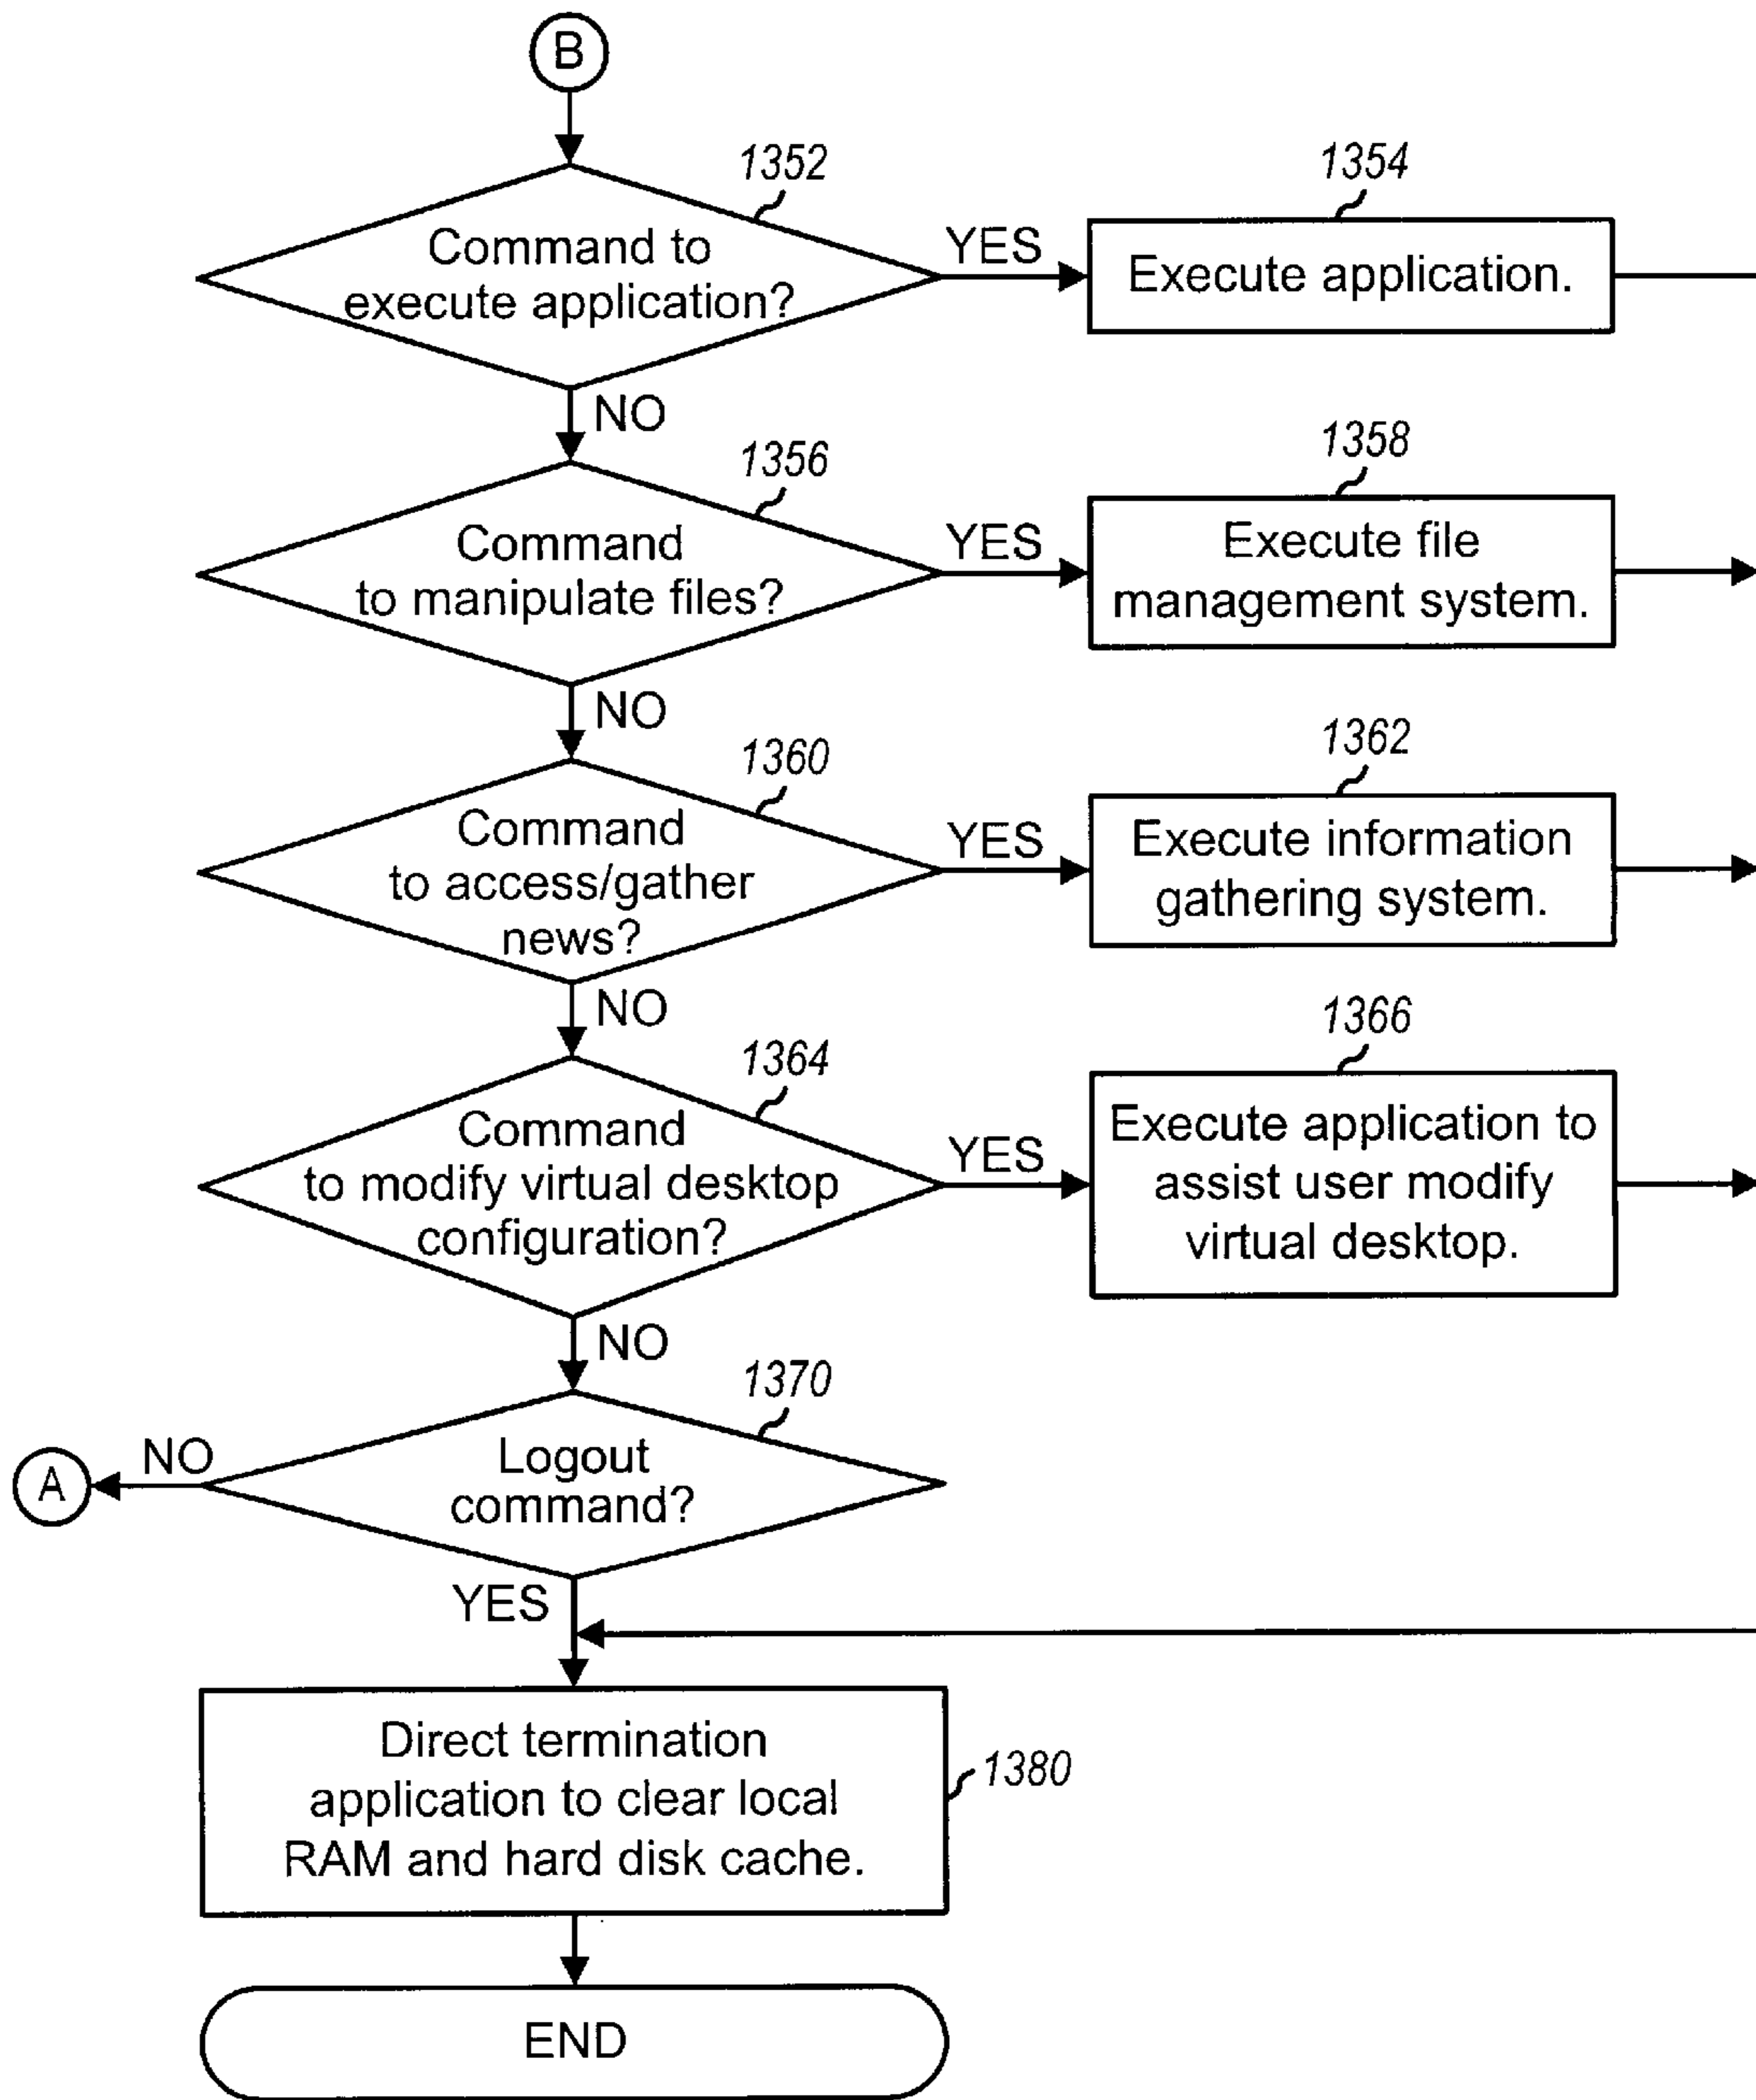 B
1352
Command to
execute application?
YES
1354
Execute application.
NO
1356
Command
to manipulate files?
YES
1358
Execute file
management system.
NO
1360
Command
to access/gather
news?
YES
1362
Execute information
gathering system.
NO
1364
Command
to modify virtual desktop
configuration?
YES
1366
Execute application to
assist user modify
virtual desktop.
NO
1370
Logout
command?
NO
A
YES
Direct termination
application to clear local
RAM and hard disk cache.
1380
END